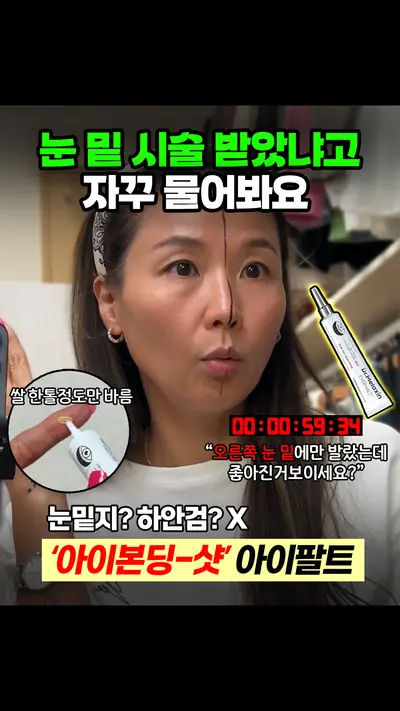 눈 밑 시술 받았냐고
자꾸 물어봐요
쌀 한톨정도만 바름
Dr.Melaxin
00:00:59:34
“오른쪽 눈 밑에만 발랐는데
좋아진거보이세요?”
눈밑지? 하안검? X
‘아이본딩-샷’ 아이팔트